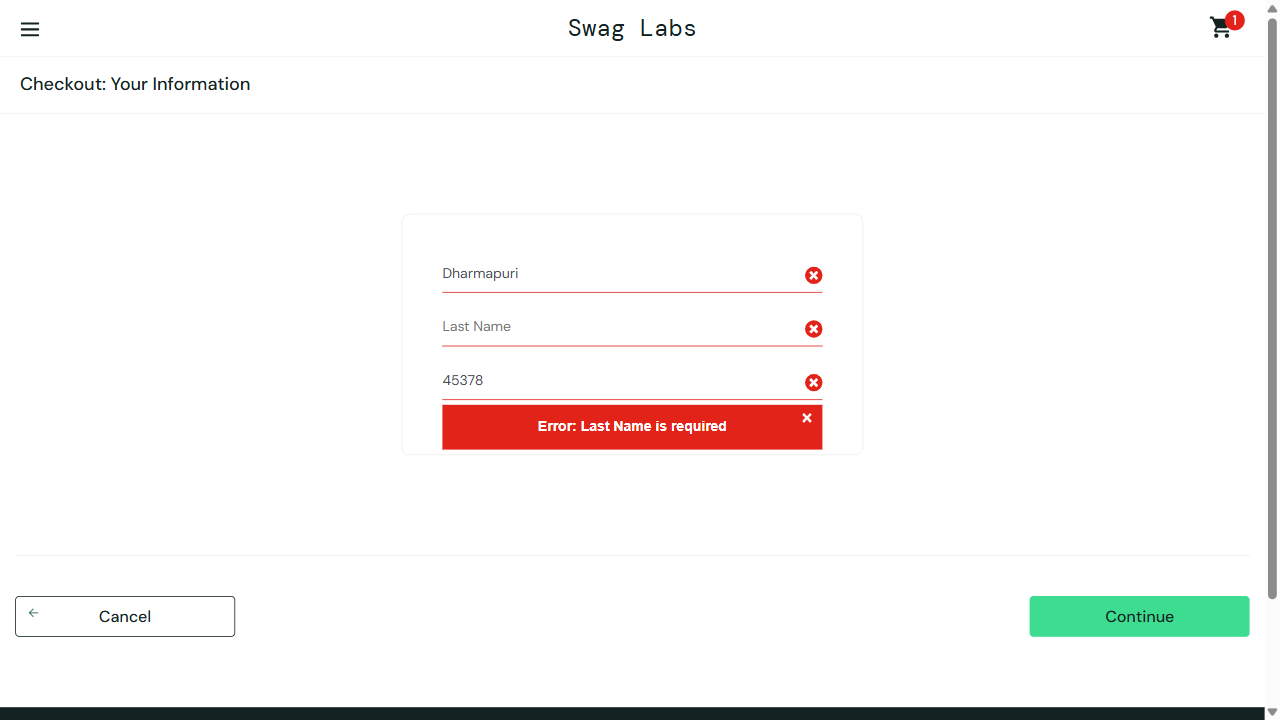 Swag Labs
1
Checkout: Your Information
Dharmapuri
Last Name
45378
Error: Last Name is required
Cancel
Continue